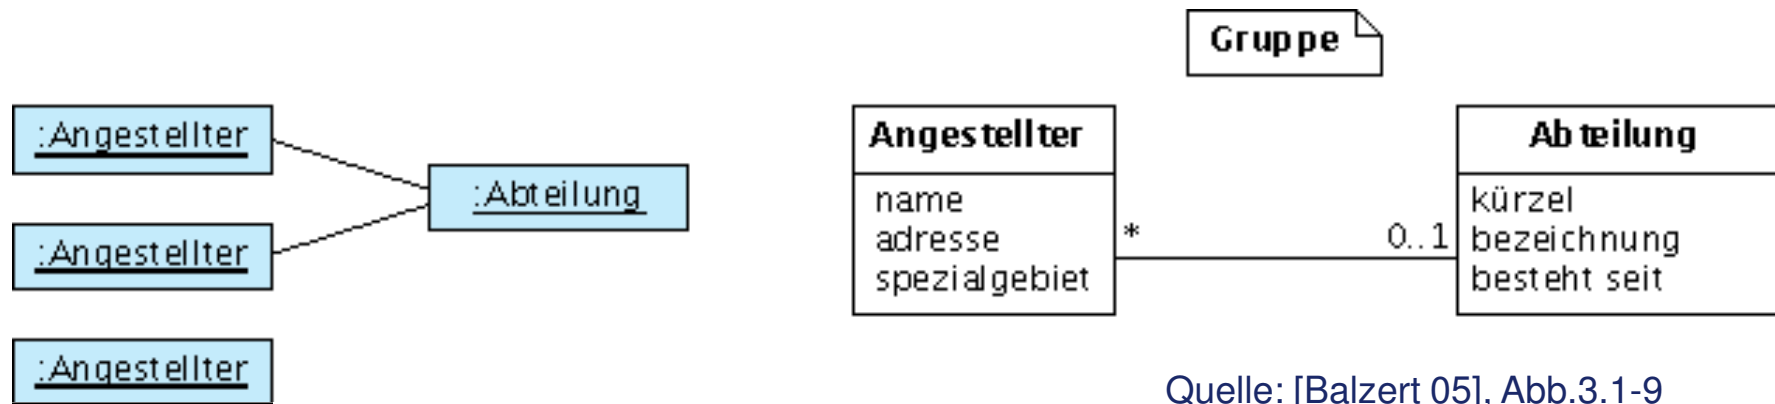 Gruppe
:Angestellter
:Abteilung
:Angestellter
:Angestellter
Angestellter
name
adresse
spezialgebiet
*
0..1
Abteilung
kürzel
bezeichnung
besteht seit
Quelle: [Balzert 05], Abb.3.1-9